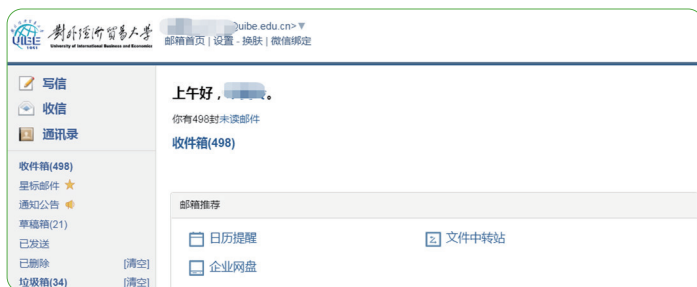 對外經濟貿易大学
University of International Business and Economics
UIBE
1951
uibe.edu.cn>▼
邮箱首页 | 设置 - 换肤 | 微信绑定
写信
收信
通讯录
收件箱(498)
星标邮件
通知公告
草稿箱(21)
已发送
已删除 [清空]
垃圾箱(34) [清空]
上午好，
。
你有498封未读邮件
收件箱(498)
邮箱推荐
日历提醒
文件中转站
企业网盘